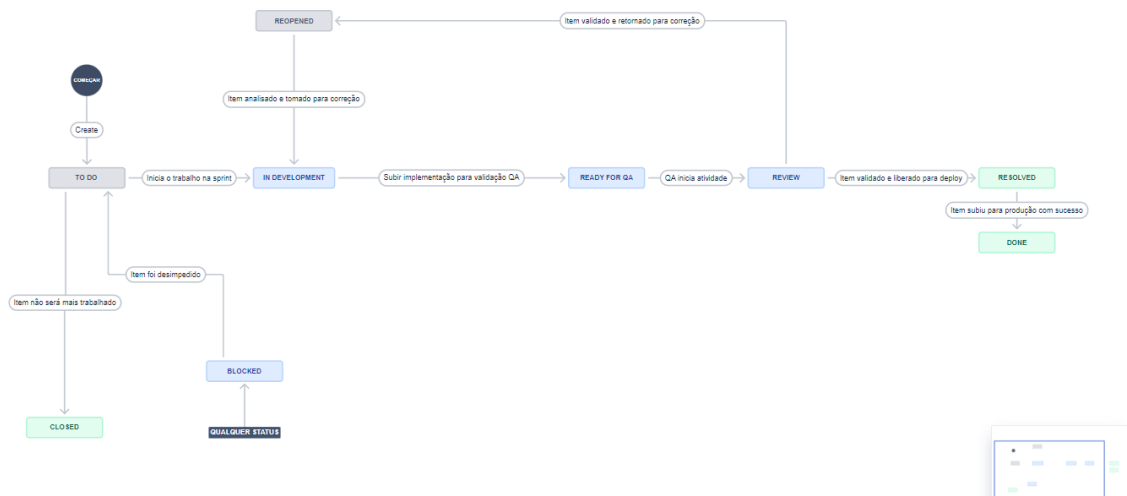 REOPENED
Item validado e retornado para correção
COMEÇAR
Item analisado e tomado para correção
Create
TO DO
Inicia o trabalho na sprint
IN DEVELOPMENT
Subir implementação para validação QA
READY FOR QA
QA inicia atividade
REVIEW
Item validado e liberado para deploy
RESOLVED
Item subiu para produção com sucesso
DONE
Item foi desimpedido
Item não será mais trabalhado
BLOCKED
CLOSED
QUALQUER STATUS